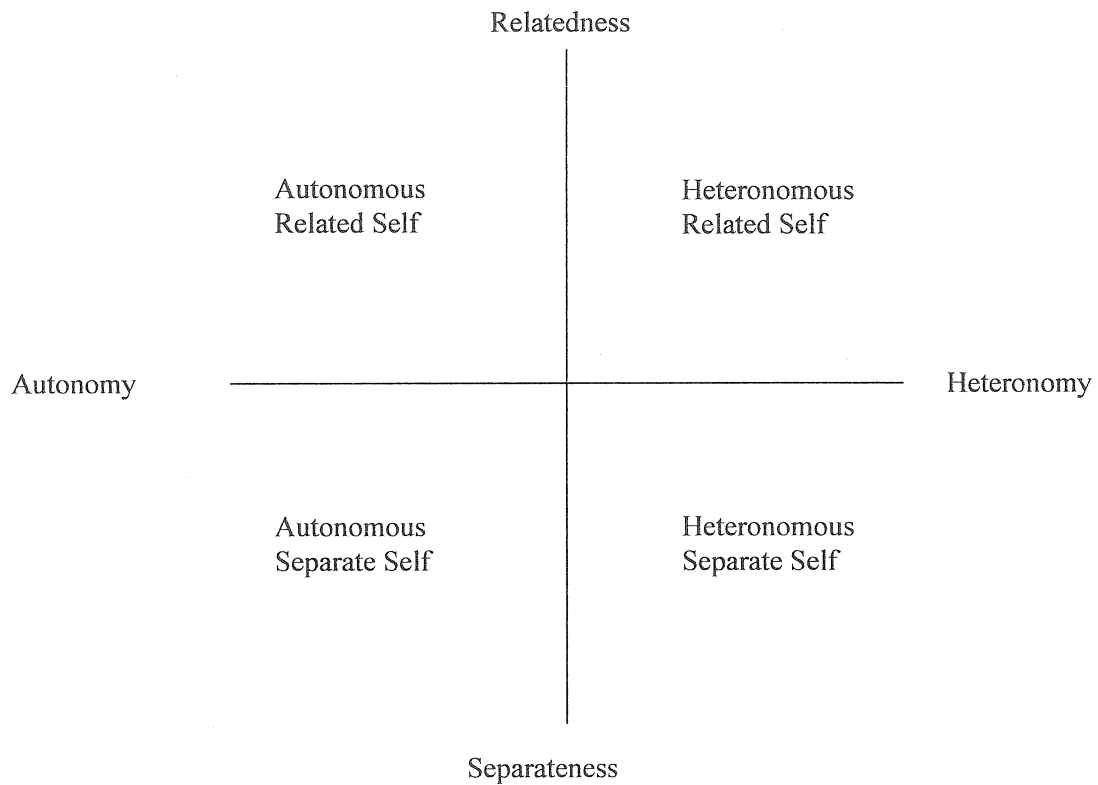 Relatedness
Autonomous
Related Self
Heteronomous
Related Self
Autonomy
Heteronomy
Autonomous
Separate Self
Heteronomous
Separate Self
Separateness